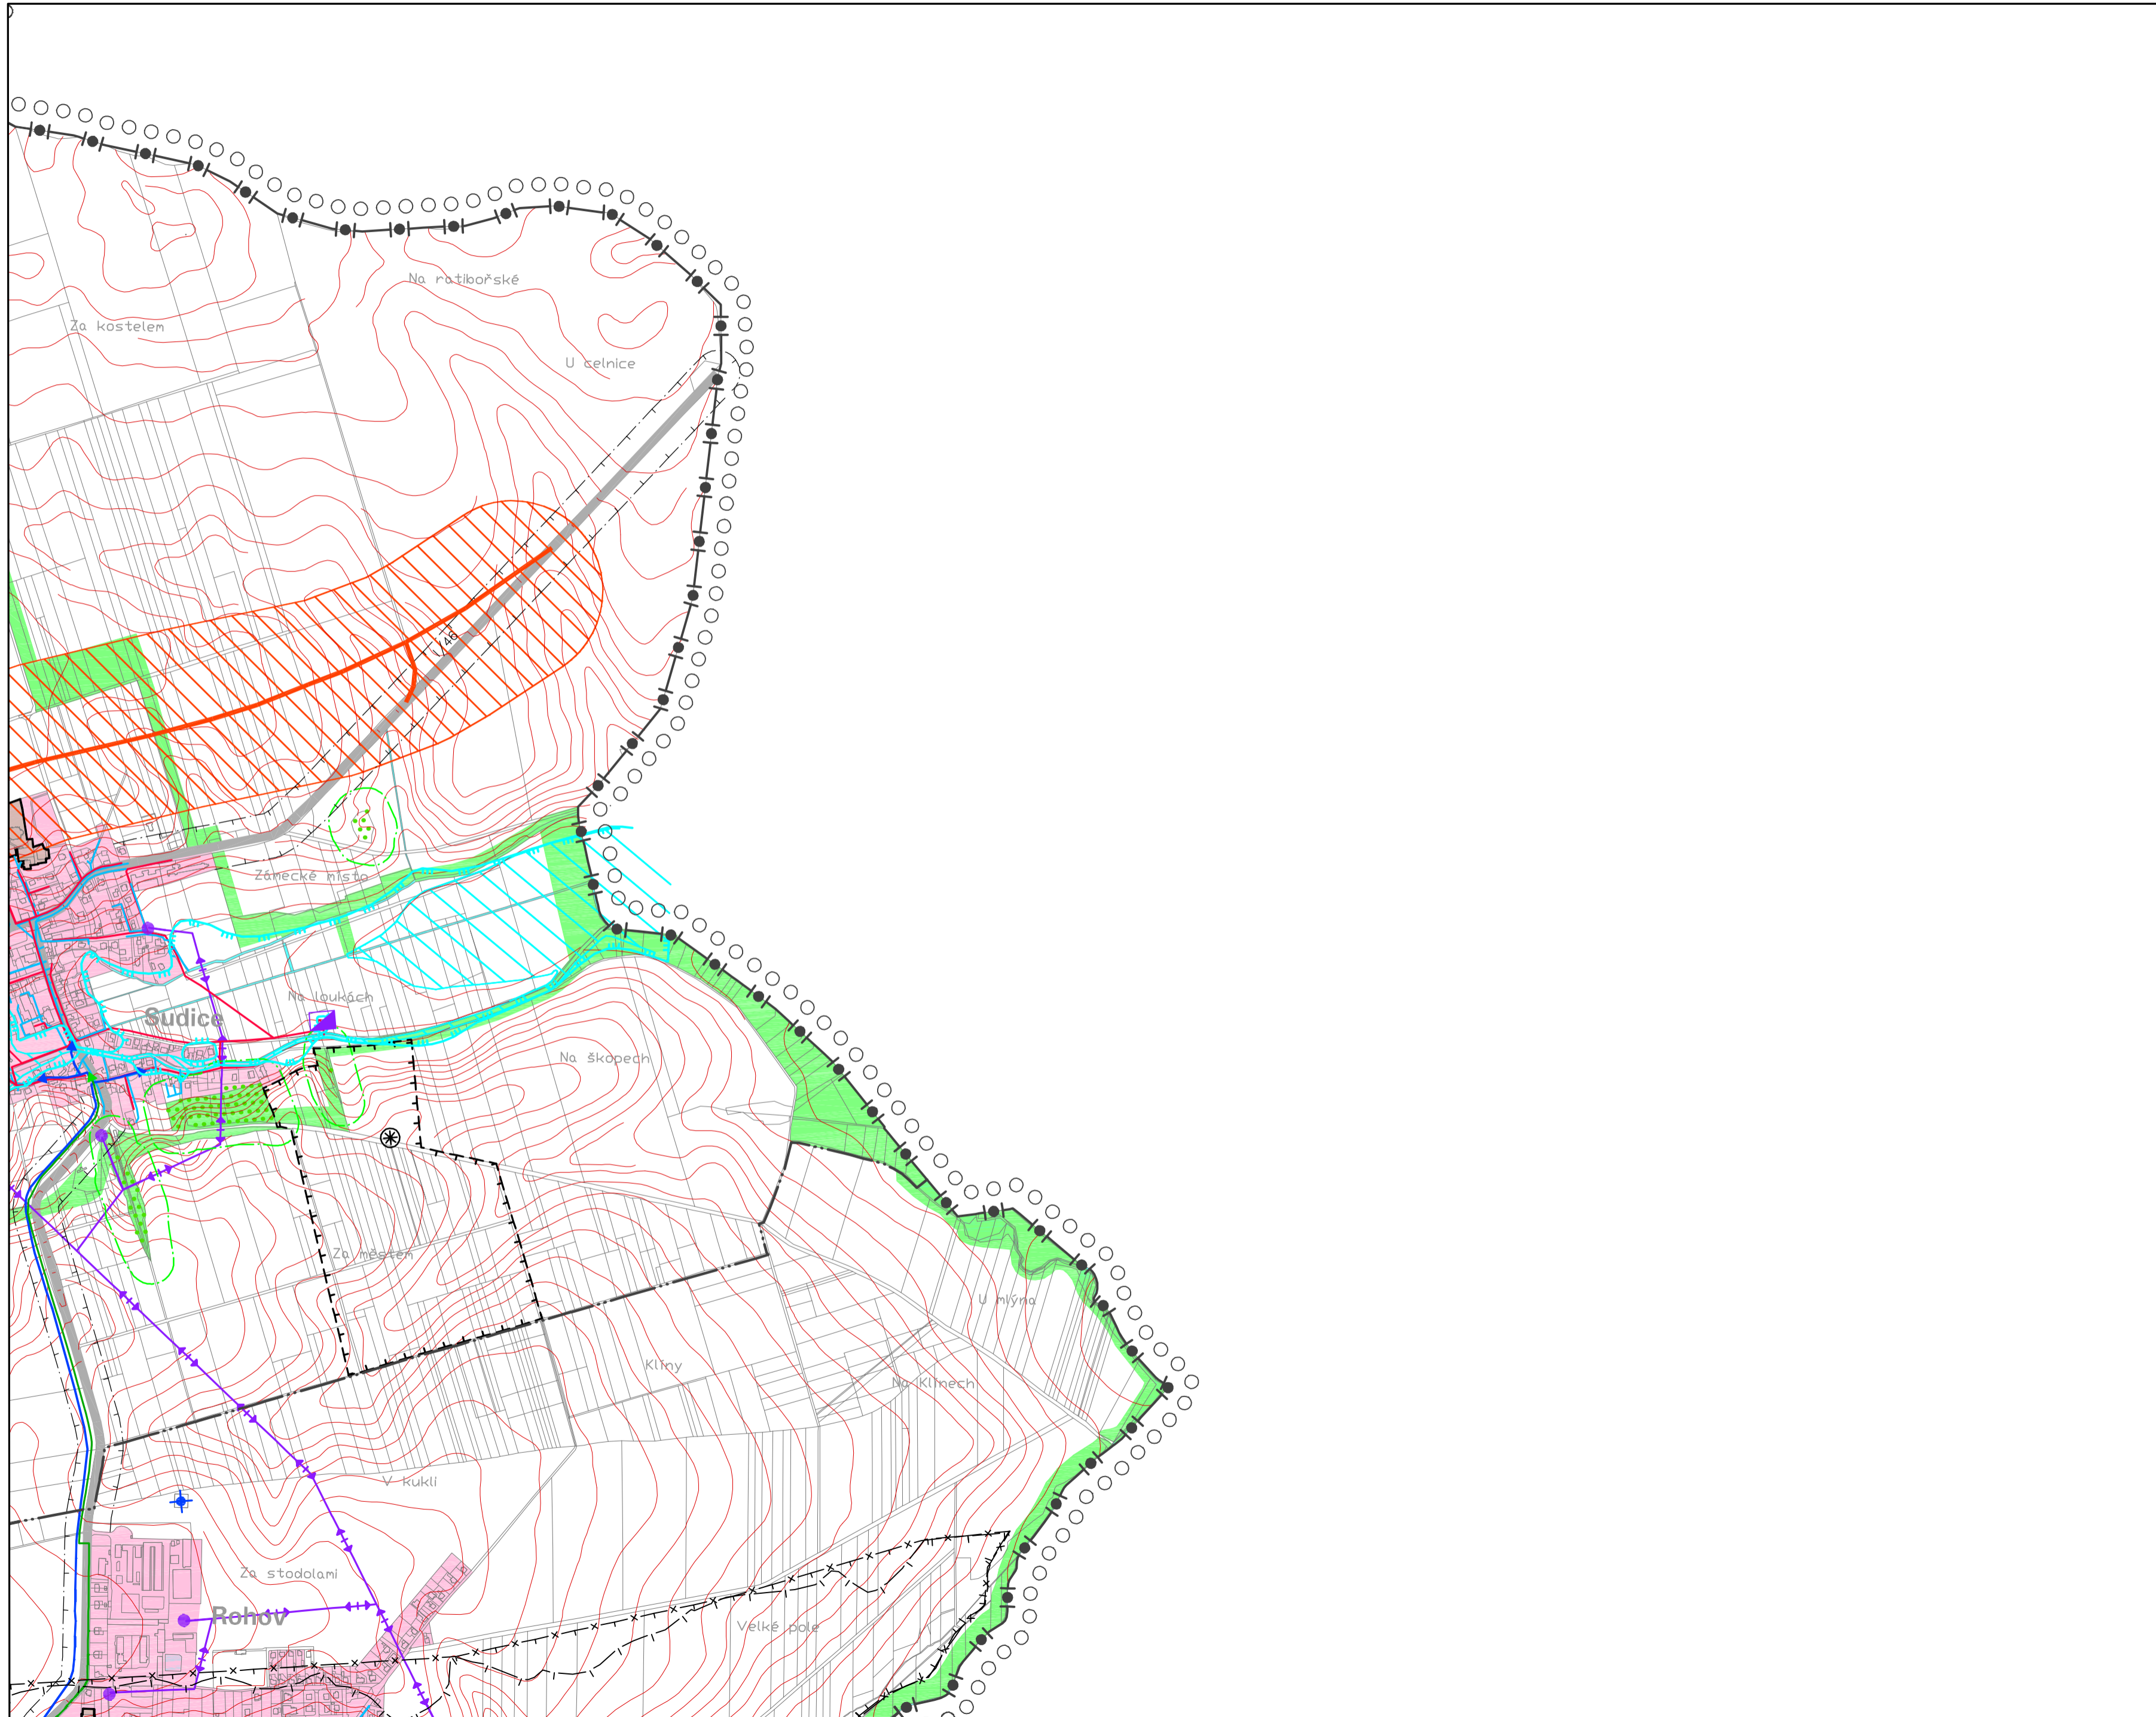 Na ratibořské
Za kostelem
U celnice
I/46
Zámecké místo
Na loukách
Sudice
Na škopech
Za městem
U mlýna
Klíny
Na Klínech
V kukli
Za stodolami
Rohov
Velké pole